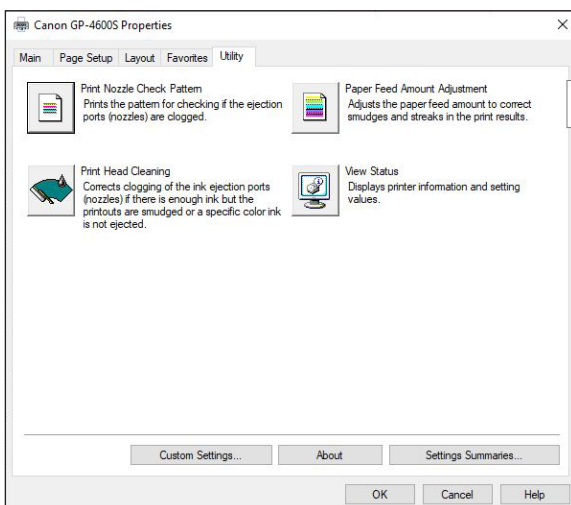 Canon GP-4600S Properties
Main Page Setup Layout Favorites Utility
Print Nozzle Check Pattern
Prints the pattern for checking if the ejection
ports (nozzles) are clogged.
Paper Feed Amount Adjustment
Adjusts the paper feed amount to correct
smudges and streaks in the print results.
Print Head Cleaning
Corrects clogging of the ink ejection ports
(nozzles) if there is enough ink but the
printouts are smudged or a specific color ink
is not ejected.
View Status
Displays printer information and setting
values.
Custom Settings... About Settings Summaries...
OK Cancel Help